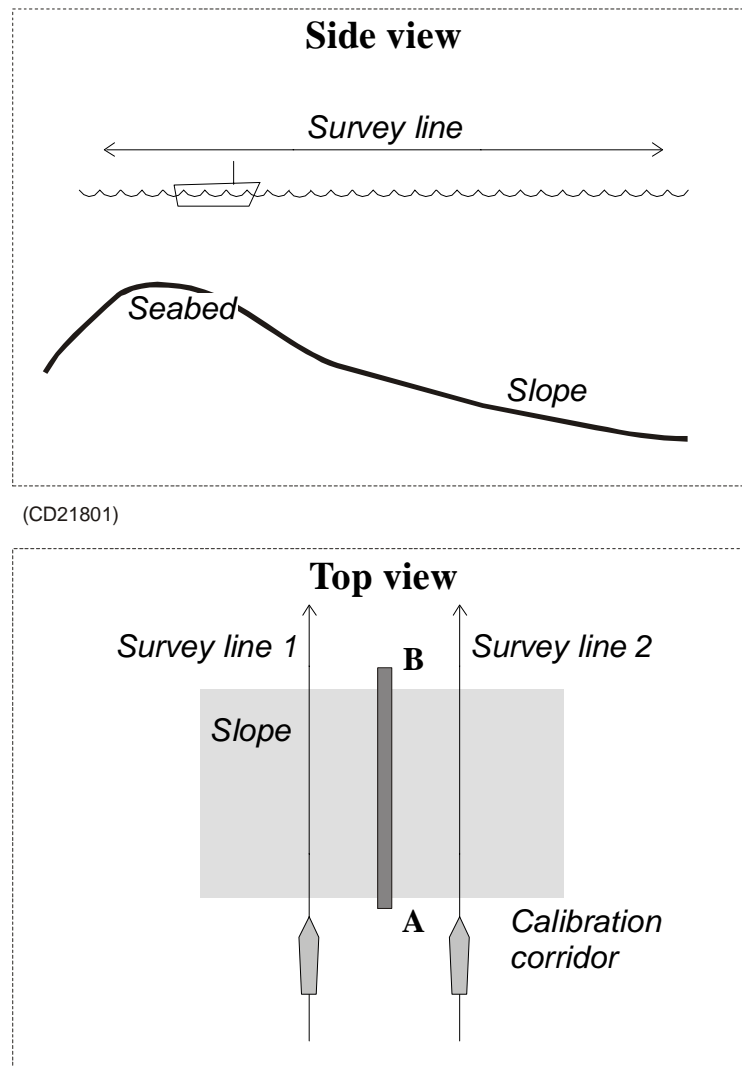 Side view
Survey line
Seabed
Slope
(CD21801)
Top view
Survey line 1
B
Survey line 2
Slope
A
Calibration
corridor